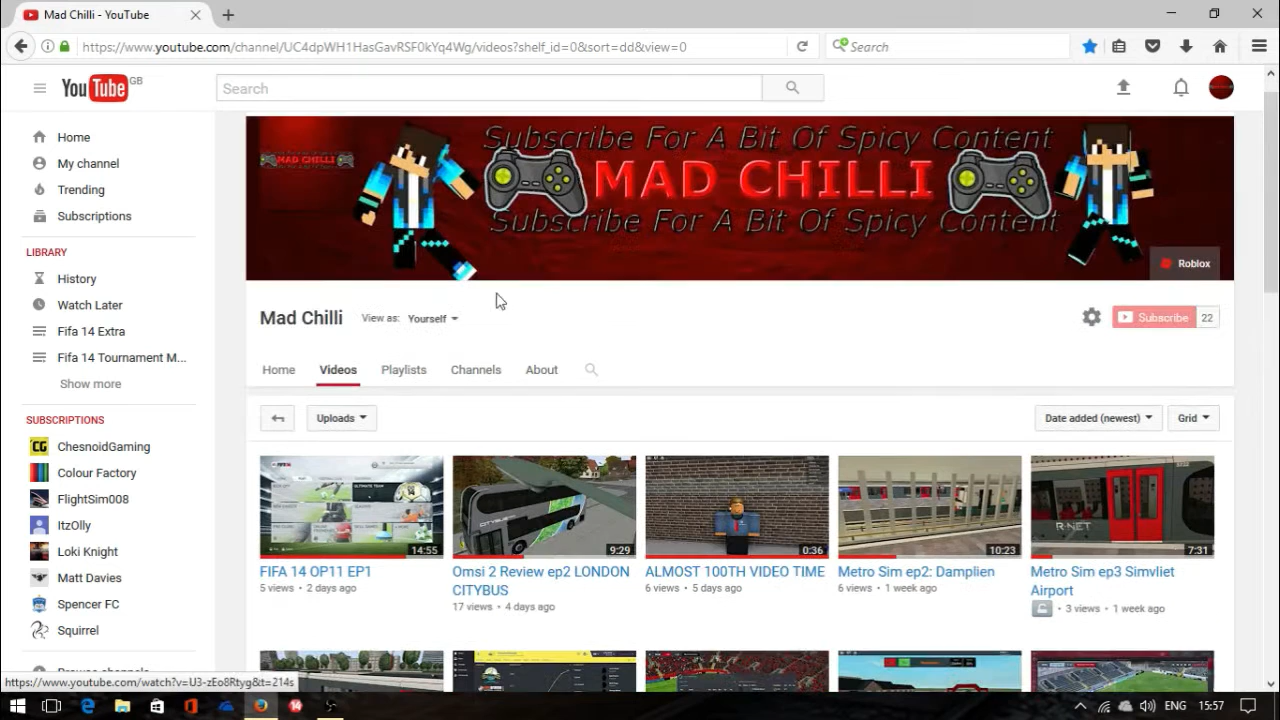 Mad Chilli - YouTube
https://www.youtube.com/channel/UC4dpWH1HasGavRSF0kYq4Wg/videos?shelf_id=0&sort=dd&view=0
Search
YouTube GB
Search
Home
My channel
Trending
Subscriptions
LIBRARY
History
Watch Later
Fifa 14 Extra
Fifa 14 Tournament M...
Show more
SUBSCRIPTIONS
ChesnoidGaming
Colour Factory
FlightSim008
ItzOlly
Loki Knight
Matt Davies
Spencer FC
Squirrel
Browse channels
Subscribe For A Bit Of Spicy Content
MAD CHILLI
MAD CHILLI
Subscribe For A Bit Of Spicy Content
Roblox
Mad Chilli
View as: Yourself
Subscribe 22
Home
Videos
Playlists
Channels
About
Uploads
Date added (newest)
Grid
14:55
FIFA 14 OP11 EP1
5 views • 2 days ago
CITYBUS
9:29
Omsi 2 Review ep2 LONDON
CITYBUS
17 views • 4 days ago
0:36
ALMOST 100TH VIDEO TIME
6 views • 5 days ago
10:23
Metro Sim ep2: Damplien
6 views • 1 week ago
R-NET
7:31
Metro Sim ep3 Simvliet
Airport
• 3 views • 1 week ago
https://www.youtube.com/watch?v=U3-zEo8Rtyg&t=214s
ENG
15:57